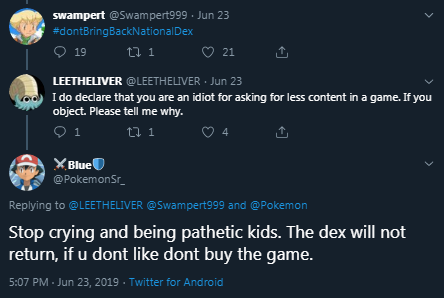 swampert @Swampert999 · Jun 23
#dontBringBackNationalDex
19 1 21
LEETHELIVER @LEETHELIVER · Jun 23
I do declare that you are an idiot for asking for less content in a game. If you
object. Please tell me why.
1 1 4
⚔Blue🛡
@PokemonSr_
Replying to @LEETHELIVER @Swampert999 and @Pokemon
Stop crying and being pathetic kids. The dex will not
return, if u dont like dont buy the game.
5:07 PM · Jun 23, 2019 · Twitter for Android